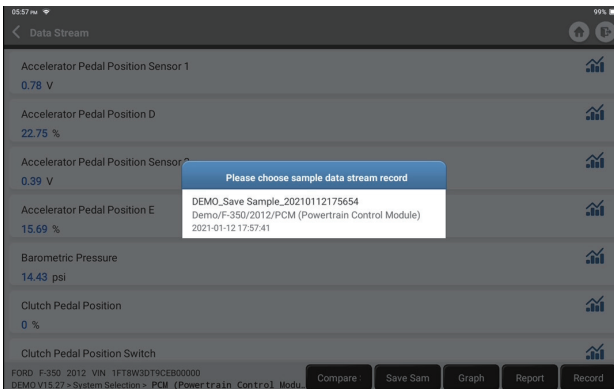 05:57 PM
99%
Data Stream
Accelerator Pedal Position Sensor 1
0.78 V
Accelerator Pedal Position D
22.75 %
Accelerator Pedal Position Sensor
0.39 V
Please choose sample data stream record
DEMO_Save Sample_20210112175654
Demo/F-350/2012/PCM (Powertrain Control Module)
2021-01-12 17:57:41
Accelerator Pedal Position E
15.69 %
Barometric Pressure
14.43 psi
Clutch Pedal Position
0 %
Clutch Pedal Position Switch
FORD F-350 2012 VIN 1FT8W3DT9CEB00000
DEMO V15.27 > System Selection > PCM (Powertrain Control Modu…
Compare
Save Sam
Graph
Report
Record